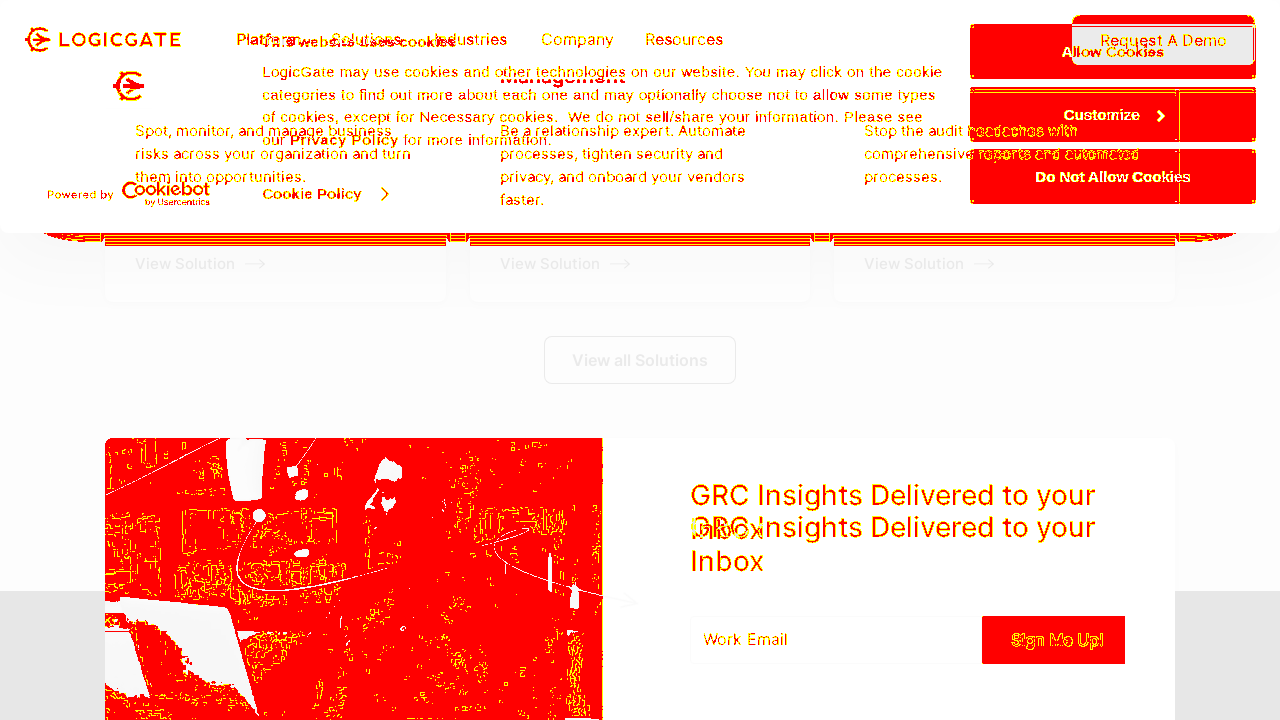 LOGICGATE
Platform
Solutions
Industries
Company
Resources
Request A Demo
This website uses cookies
LogicGate may use cookies and other technologies on our website. You may click on the cookie
categories to find out more about each one and may optionally choose not to allow some types
of cookies, except for Necessary cookies. We do not sell/share your information. Please see
our Privacy Policy for more information.
Cookie Policy
Powered by Cookiebot
by Usercentrics
Allow Cookies
Customize
Do Not Allow Cookies
Management
Spot, monitor, and manage business
risks across your organization and turn
them into opportunities.
Be a relationship expert. Automate
processes, tighten security and
privacy, and onboard your vendors
faster.
Stop the audit headaches with
comprehensive reports and automated
processes.
View Solution
View Solution
View Solution
View all Solutions
GRC Insights Delivered to your
Inbox
GRC Insights Delivered to your
Inbox
Work Email
Sign Me Up!